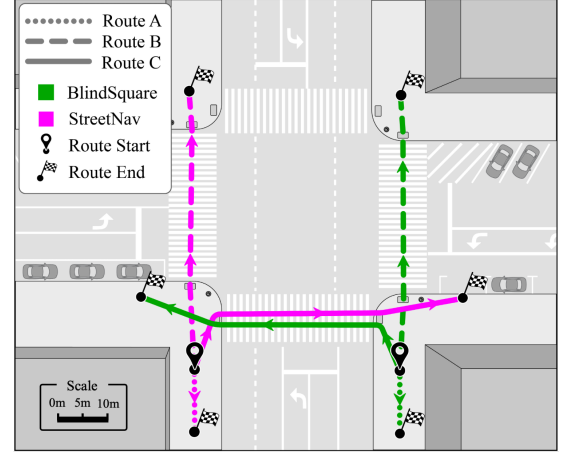 Route A
Route B
Route C
BlindSquare
StreetNav
Route Start
Route End
Scale
0m 5m 10m